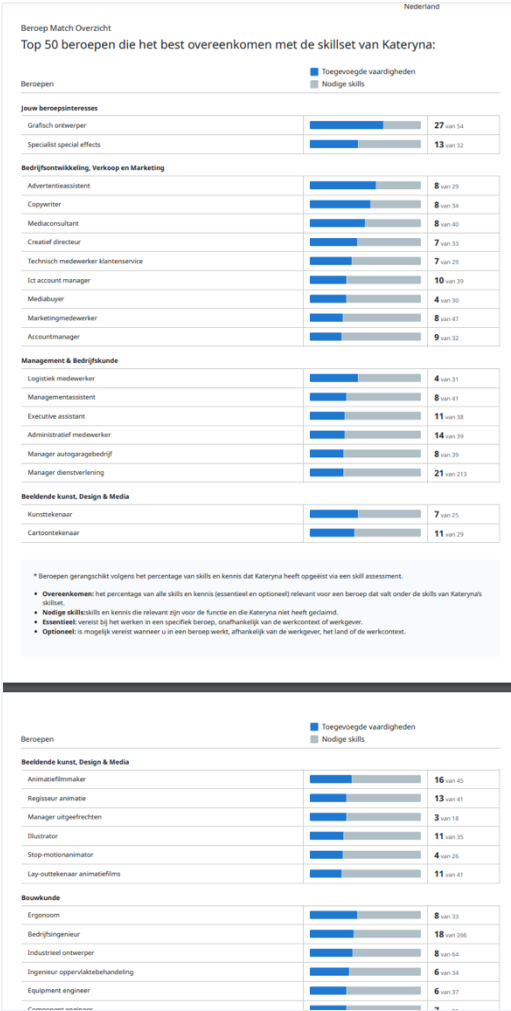 Nederland
Beroep Match Overzicht
Top 50 beroepen die het best overeenkomen met de skillset van Kateryna:
Toegevoegde vaardigheden
Beroepen
Nodige skills
Jouw beroepsinteresses
Grafisch ontwerper 27 van 54
Specialist special effects 13 van 32
Bedrijfsontwikkeling, Verkoop en Marketing
Advertentieassistent 8 van 29
Copywriter 8 van 34
Mediaconsultant 8 van 40
Creatief directeur 7 van 33
Technisch medewerker klantenservice 7 van 29
Ict account manager 10 van 39
Mediabuyer 4 van 30
Marketingmedewerker 8 van 47
Accountmanager 9 van 32
Management & Bedrijfskunde
Logistiek medewerker 4 van 31
Managementassistent 8 van 41
Executive assistant 11 van 38
Administratief medewerker 14 van 39
Manager autogaragebedrijf 8 van 39
Manager dienstverlening 21 van 213
Beeldende kunst, Design & Media
Kunsttekenaar 7 van 25
Cartoontekenaar 11 van 29
* Beroepen gerangschikt volgens het percentage van skills en kennis dat Kateryna heeft opgeëist via een skill assessment.
• Overeenkomen: het percentage van alle skills en kennis (essentieel en optioneel) relevant voor een beroep dat valt onder de skills van Kateryna's
skillset.
• Nodige skills:skills en kennis die relevant zijn voor de functie en die Kateryna niet heeft geclaimd.
• Essentieel: vereist bij het werken in een specifiek beroep, onafhankelijk van de werkcontext of werkgever.
• Optioneel: is mogelijk vereist wanneer u in een beroep werkt, afhankelijk van de werkgever, het land of de werkcontext.
Toegevoegde vaardigheden
Beroepen
Nodige skills
Beeldende kunst, Design & Media
Animatiefilmmaker 16 van 45
Regisseur animatie 13 van 41
Manager uitgeefrechten 3 van 18
Illustrator 11 van 35
Stop-motionanimator 4 van 26
Lay-outtekenaar animatiefilms 11 van 41
Bouwkunde
Ergonoom 8 van 33
Bedrijfsingenieur 18 van 266
Industrieel ontwerper 8 van 64
Ingenieur oppervlaktebehandeling 6 van 34
Equipment engineer 6 van 37
Component engineer